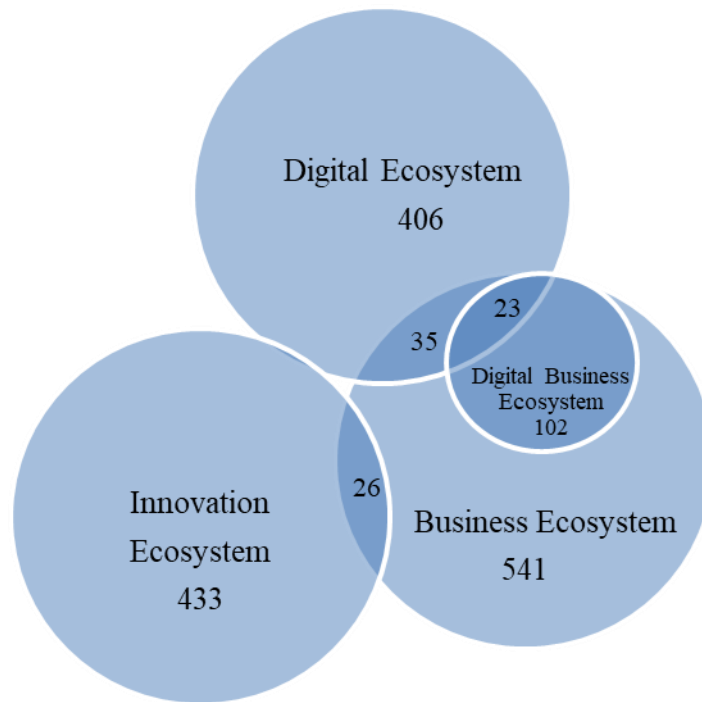 Digital Ecosystem
406
23
35
Digital Business
Ecosystem
102
26
Innovation
Ecosystem
433
Business Ecosystem
541